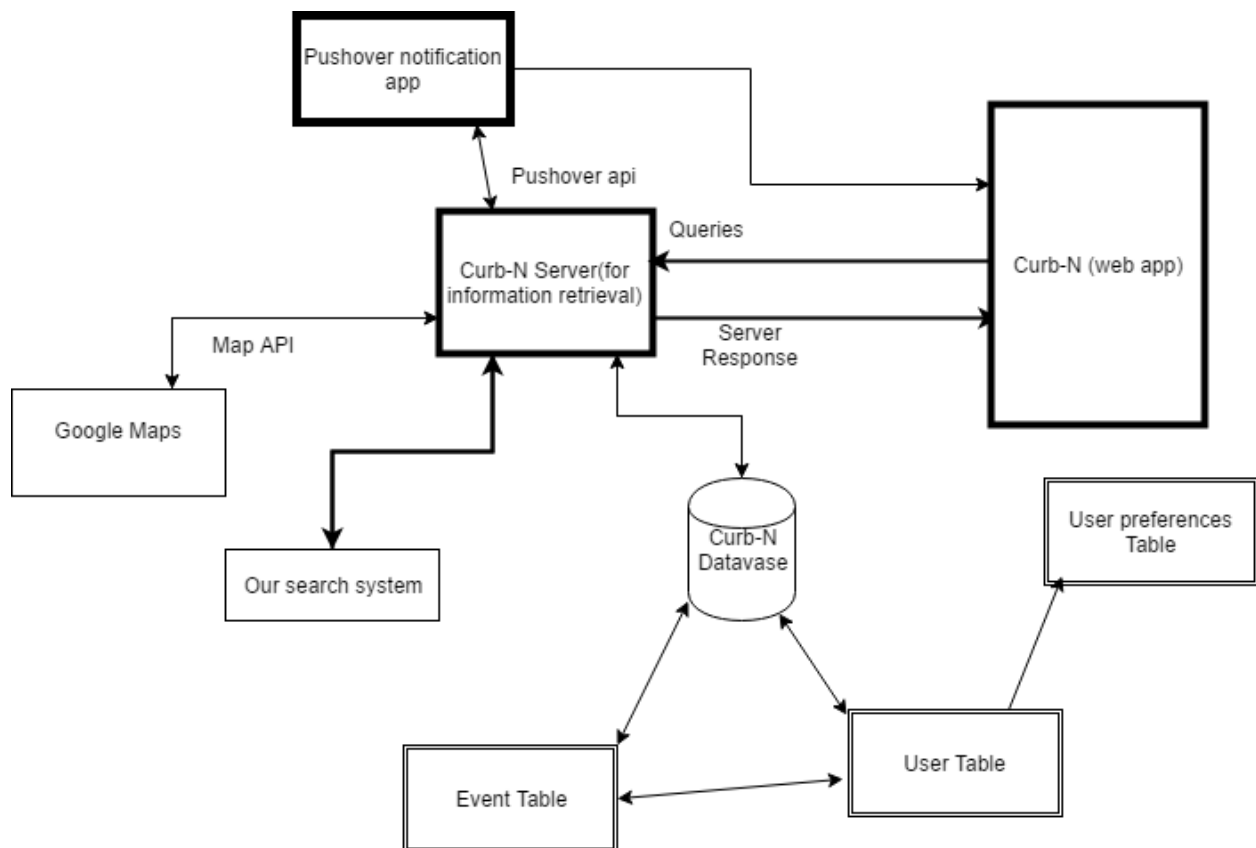 Pushover notification
app
Pushover api
Queries
Curb-N Server(for
information retrieval)
Curb-N (web app)
Server
Response
Map API
Google Maps
Our search system
Curb-N
Datavase
User preferences
Table
User Table
Event Table